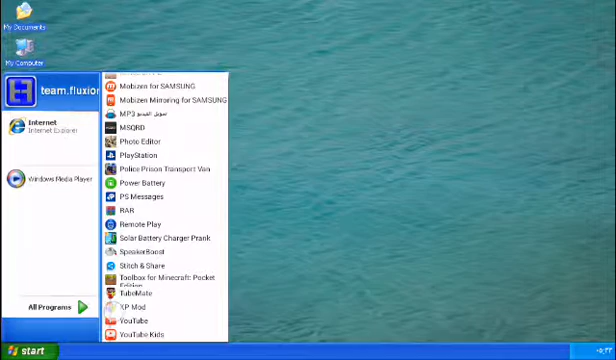 My Documents
My Computer
team.fluxion
Internet
Internet Explorer
Windows Media Player
All Programs
Mobizen for SAMSUNG
Mobizen Mirroring for SAMSUNG
MP3 تحويل الفيديو
MSQRD
Photo Editor
PlayStation
Police Prison Transport Van
Power Battery
PS Messages
RAR
Remote Play
Solar Battery Charger Prank
SpeakerBoost
Stitch & Share
Toolbox for Minecraft: Pocket
Edition
TubeMate
XP Mod
YouTube
YouTube Kids
start